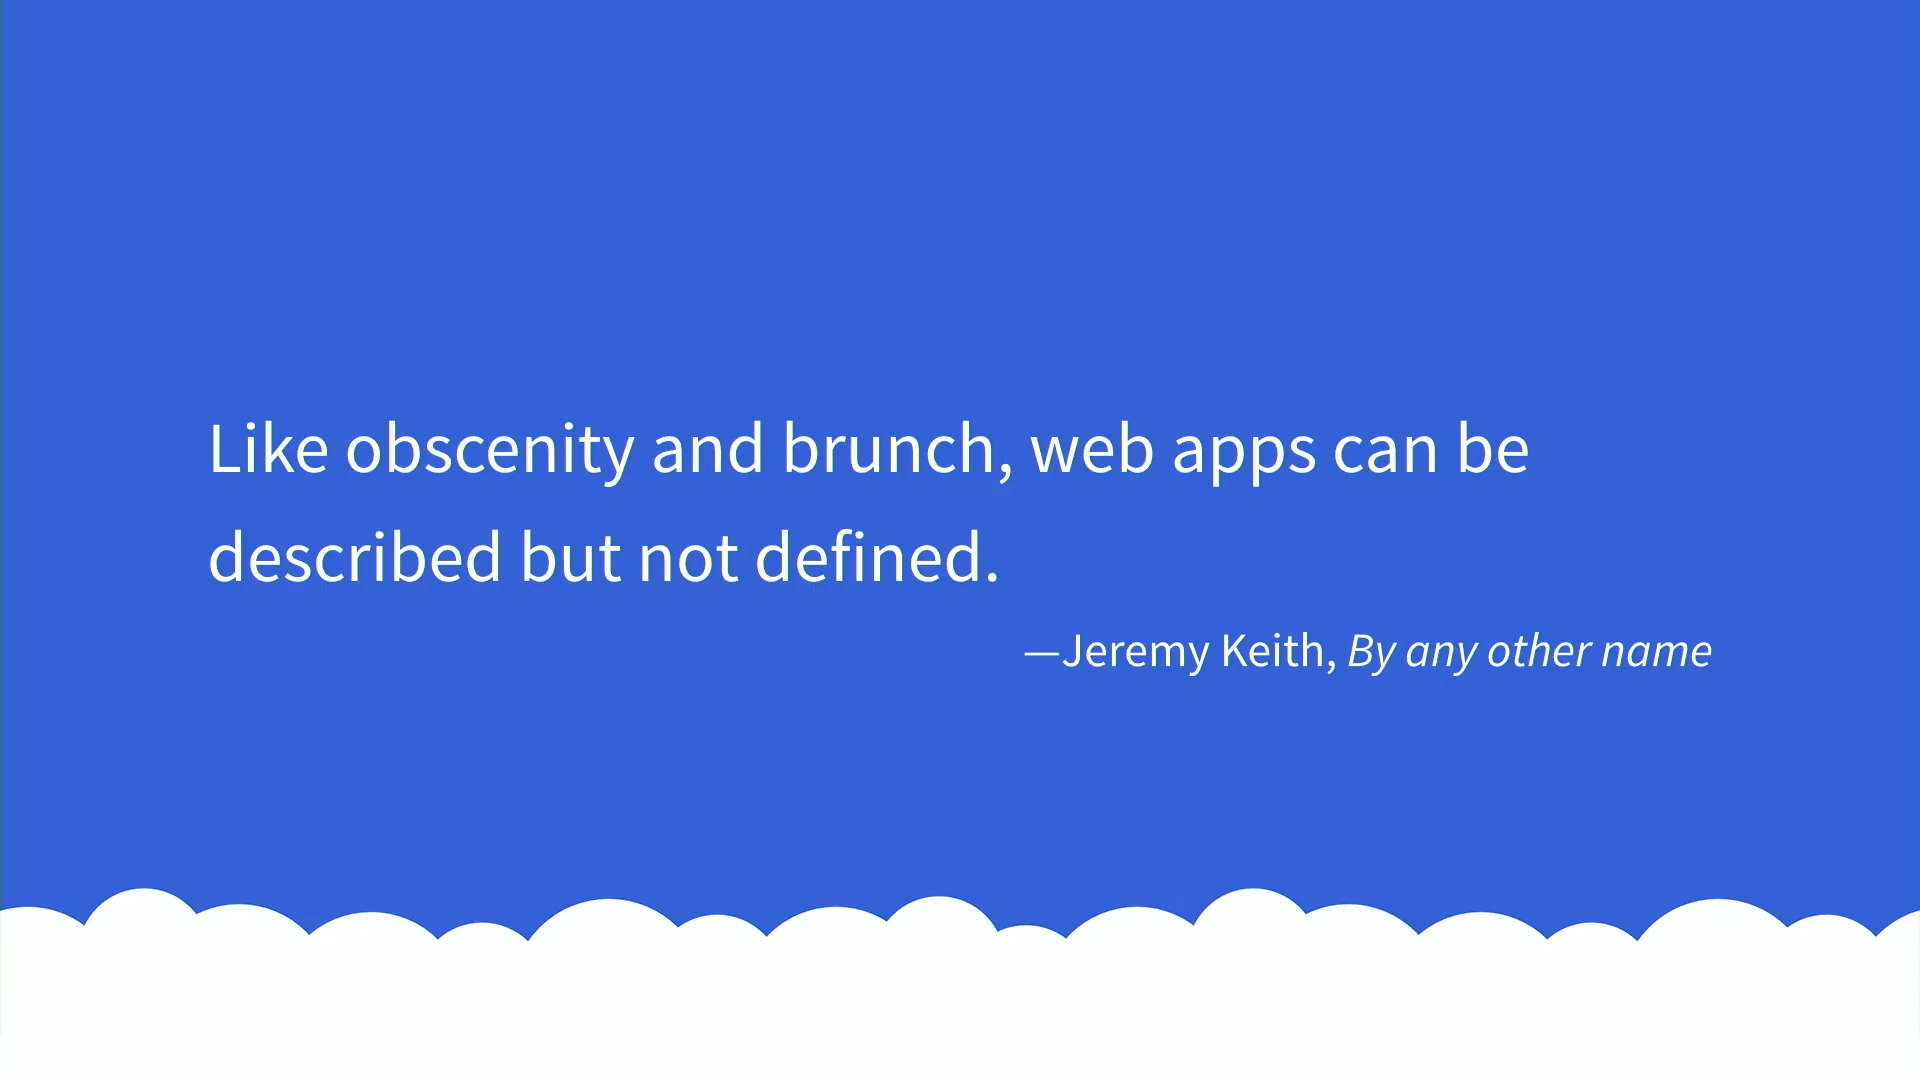 Like obscenity and brunch, web apps can be
described but not defined.
—Jeremy Keith, By any other name